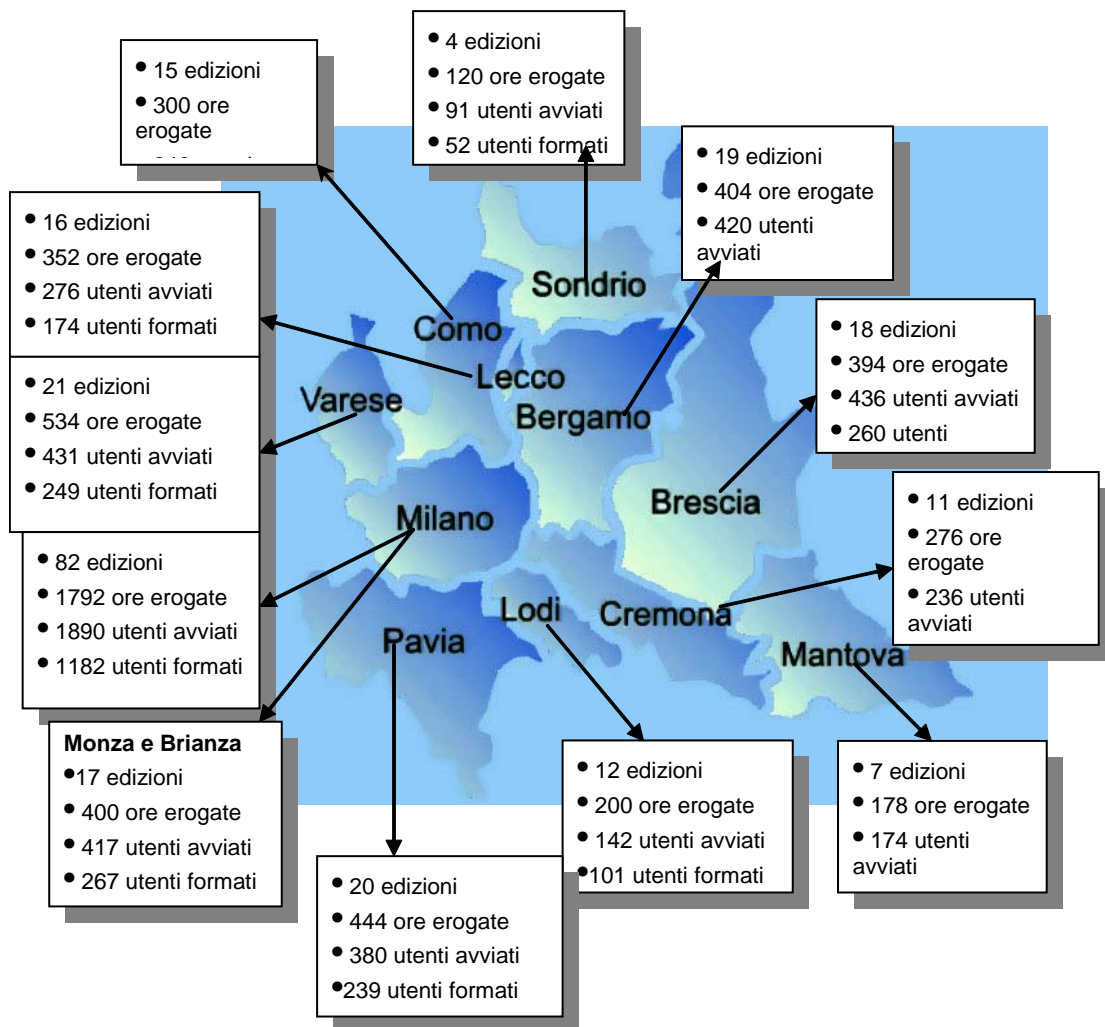 • 4 edizioni
• 120 ore erogate
• 91 utenti avviati
• 52 utenti formati
• 15 edizioni
• 300 ore
erogate
• 19 edizioni
• 404 ore erogate
• 420 utenti
avviati
• 16 edizioni
• 352 ore erogate
• 276 utenti avviati
• 174 utenti formati
• 21 edizioni
• 534 ore erogate
• 431 utenti avviati
• 249 utenti formati
• 18 edizioni
• 394 ore erogate
• 436 utenti avviati
• 260 utenti
Sondrio
Como
Lecco
Varese
Bergamo
Brescia
Milano
Lodi
Cremona
Pavia
Mantova
• 11 edizioni
• 276 ore
erogate
• 236 utenti
avviati
• 82 edizioni
• 1792 ore erogate
• 1890 utenti avviati
• 1182 utenti formati
Monza e Brianza
•17 edizioni
• 400 ore erogate
• 417 utenti avviati
• 267 utenti formati
• 20 edizioni
• 444 ore erogate
• 380 utenti avviati
•239 utenti formati
• 12 edizioni
• 200 ore erogate
• 142 utenti avviati
•101 utenti formati
• 7 edizioni
• 178 ore erogate
• 174 utenti
avviati